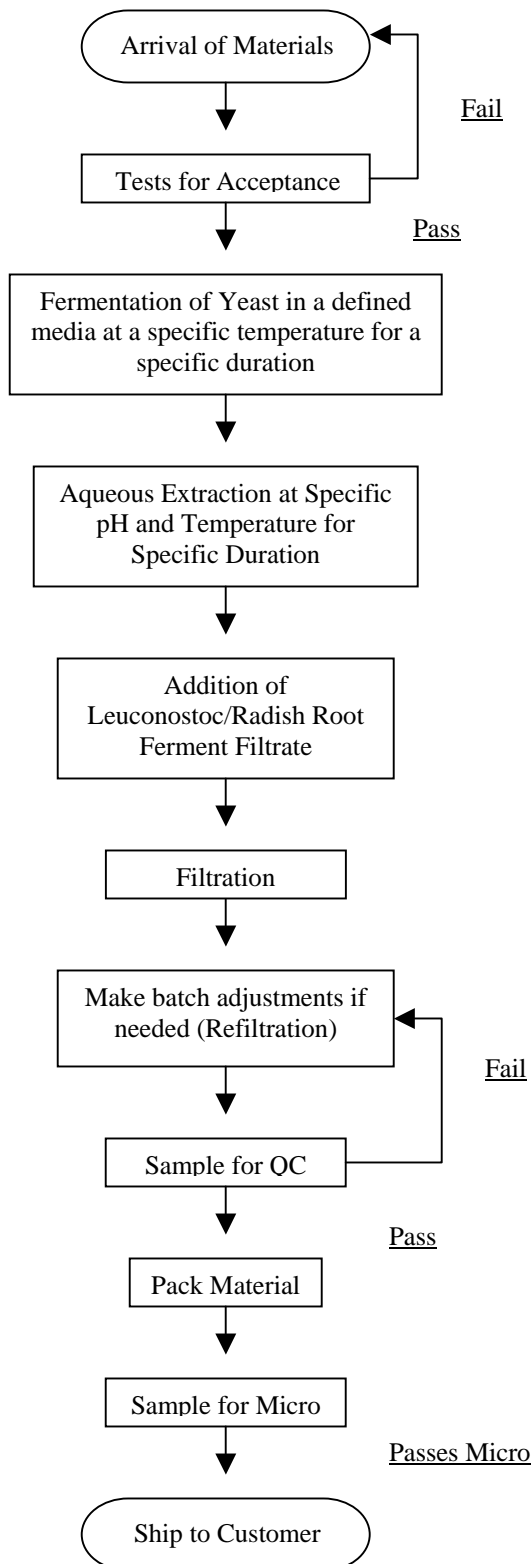 Arrival of Materials
Fail
Tests for Acceptance
Pass
Fermentation of Yeast in a defined
media at a specific temperature for a
specific duration
Aqueous Extraction at Specific
pH and Temperature for
Specific Duration
Addition of
Leuconostoc/Radish Root
Ferment Filtrate
Filtration
Make batch adjustments if
needed (Refiltration)
Fail
Sample for QC
Pass
Pack Material
Sample for Micro
Passes Micro
Ship to Customer